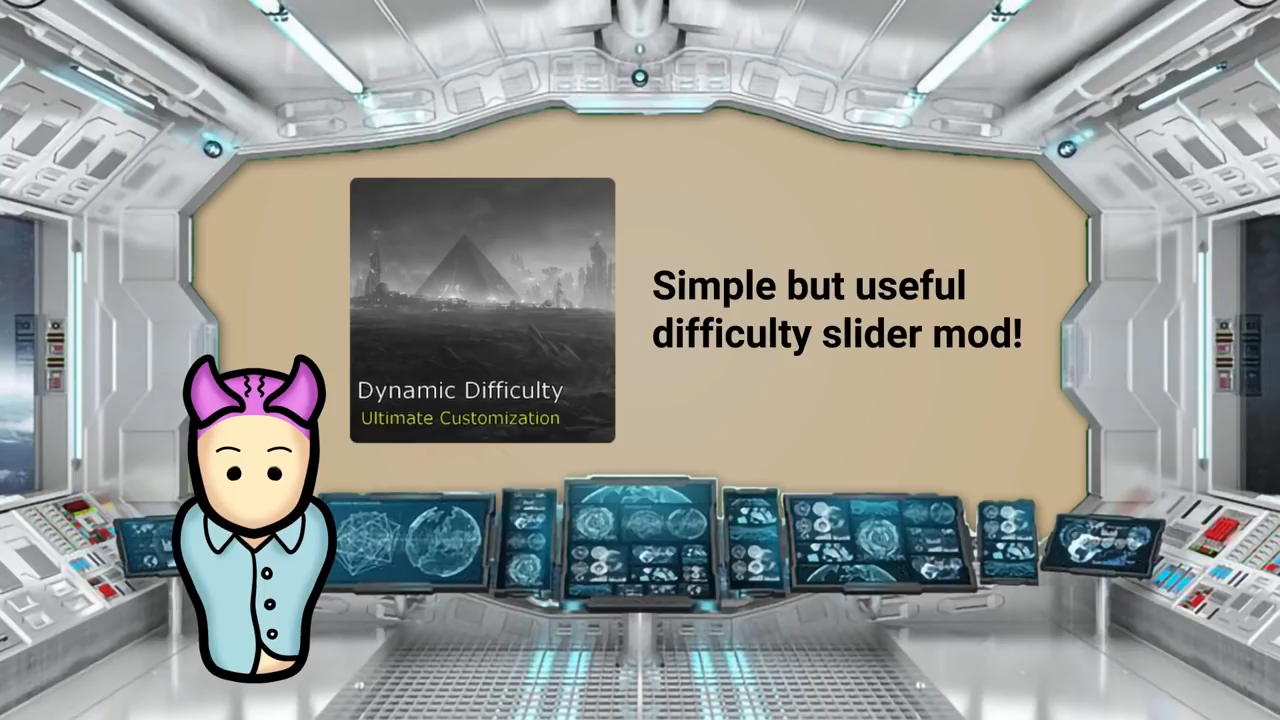 Simple but useful
difficulty slider mod!
Dynamic Difficulty
Ultimate Customization